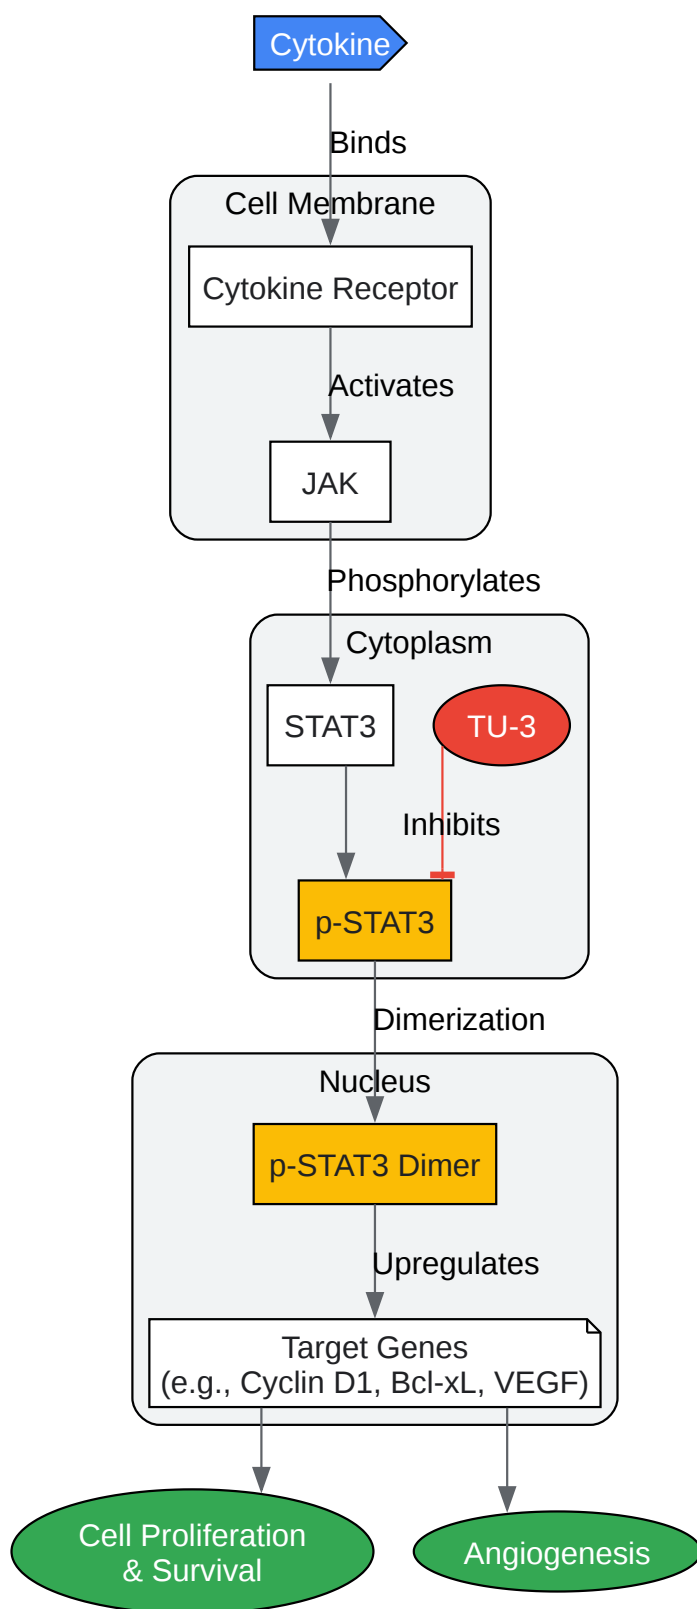 Cytokine
Binds
Cell Membrane
Cytokine Receptor
Activates
JAK
Phosphorylates
Cytoplasm
STAT3
TU-3
Inhibits
p-STAT3
Dimerization
Nucleus
p-STAT3 Dimer
Upregulates
Target Genes
(e.g., Cyclin D1, Bcl-xL, VEGF)
Cell Proliferation
& Survival
Angiogenesis